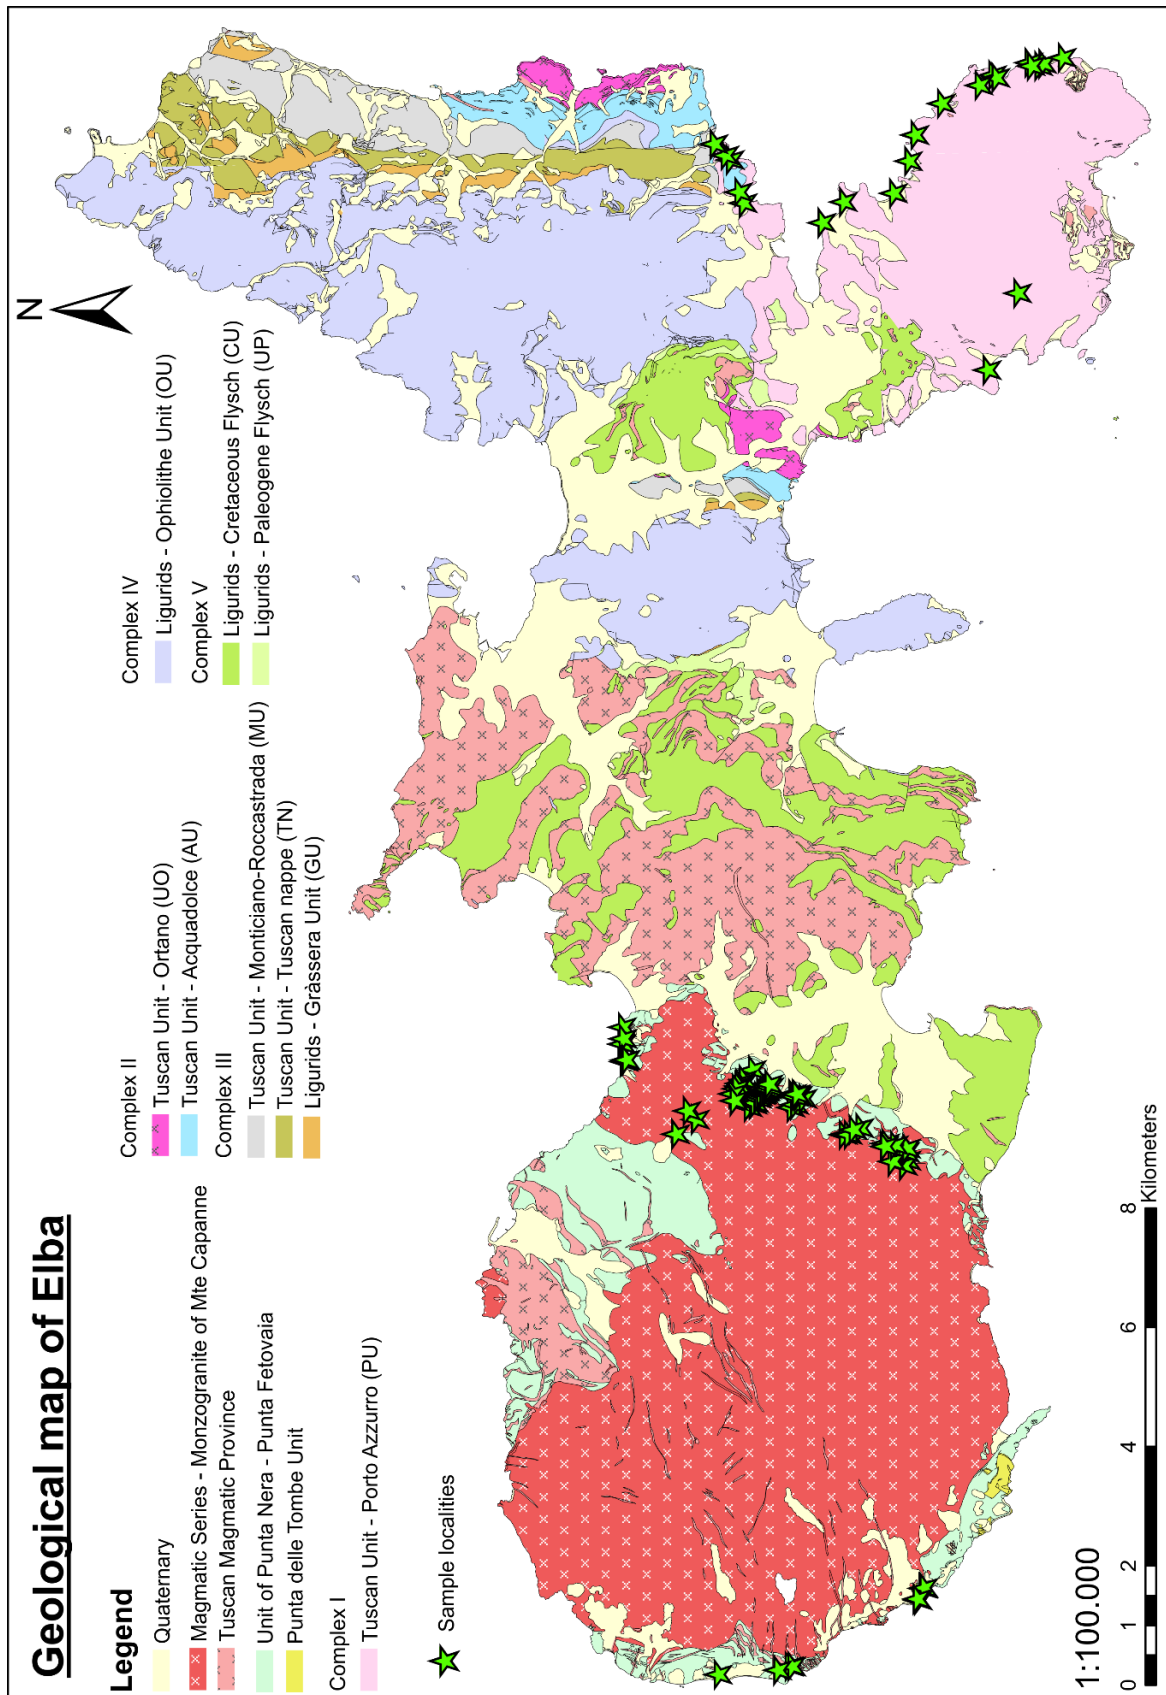 Geological map of Elba
Legend
Quaternary
Magmatic Series - Monzogranite of Mte Capanne
Tuscan Magmatic Province
Unit of Punta Nera - Punta Fetovaia
Punta delle Tombe Unit
Complex I
Tuscan Unit - Porto Azzurro (PU)
Sample localities
Complex II
Tuscan Unit - Ortano (UO)
Tuscan Unit - Acquadolce (AU)
Complex III
Tuscan Unit - Monticiano-Roccastrada (MU)
Tuscan Unit - Tuscan nappe (TN)
Ligurids - Gràssera Unit (GU)
Complex IV
Ligurids - Ophiolithe Unit (OU)
Complex V
Ligurids - Cretaceous Flysch (CU)
Ligurids - Paleogene Flysch (UP)
N
1:100.000
0 1 2 4 6 8
Kilometers